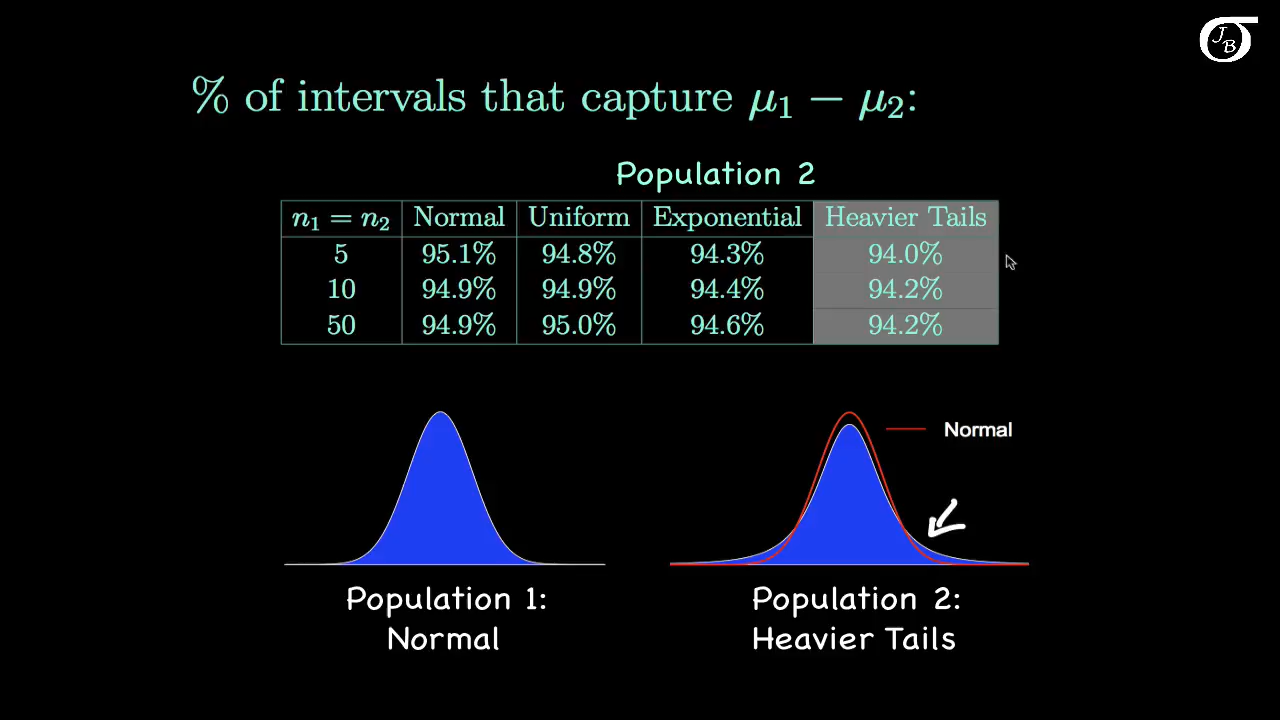 J B
% of intervals that capture μ₁ − μ₂:
Population 2
n₁ = n₂ Normal Uniform Exponential Heavier Tails
5 95.1% 94.8% 94.3% 94.0%
10 94.9% 94.9% 94.4% 94.2%
50 94.9% 95.0% 94.6% 94.2%
Normal
Population 1:
Normal
Population 2:
Heavier Tails